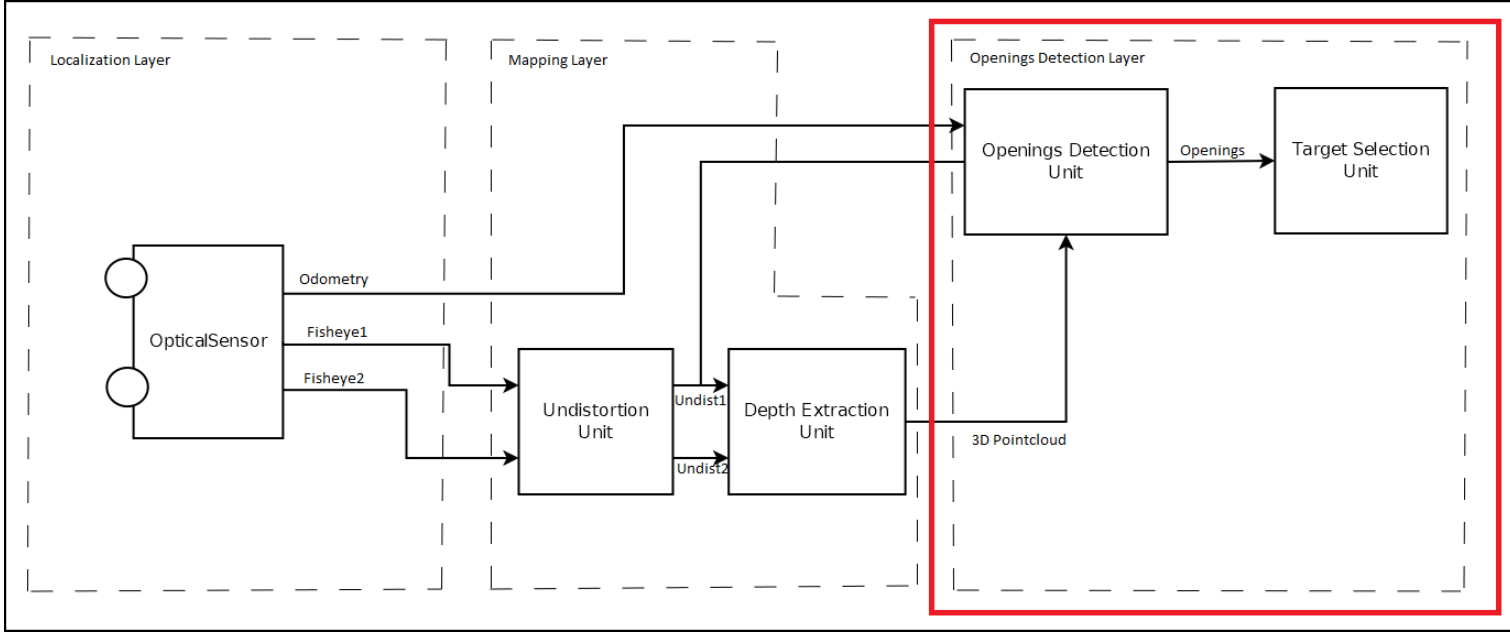 Localization Layer
Mapping Layer
Openings Detection Layer
Openings Detection
Unit
Openings
Target Selection
Unit
Odometry
OpticalSensor
Fisheye1
Fisheye2
Undistortion
Unit
Undist1
Undist2
Depth Extraction
Unit
3D Pointcloud